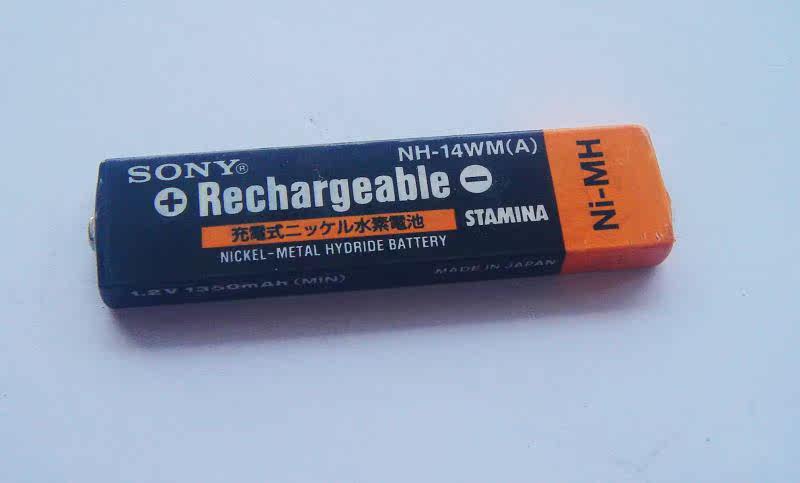 SONY®
NH-14WM(A)
+ Rechargeable −
充電式ニッケル水素電池
STAMINA
NICKEL-METAL HYDRIDE BATTERY
1.2V 1350mAh (MIN)
MADE IN JAPAN
Ni-MH